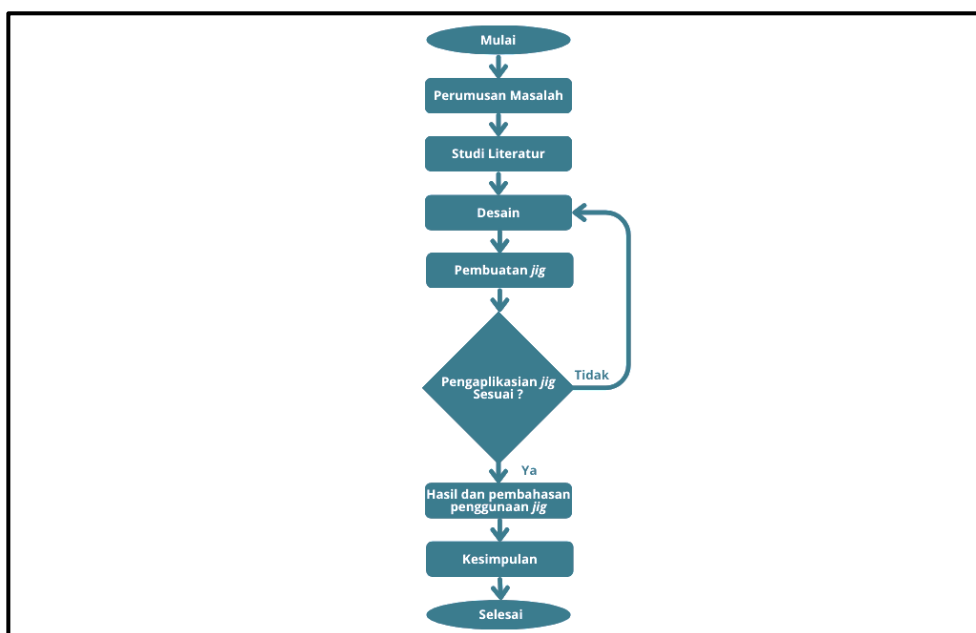 Mulai
Perumusan Masalah
Studi Literatur
Desain
Pembuatan jig
Pengaplikasian jig
Sesuai ?
Tidak
Ya
Hasil dan pembahasan
penggunaan jig
Kesimpulan
Selesai